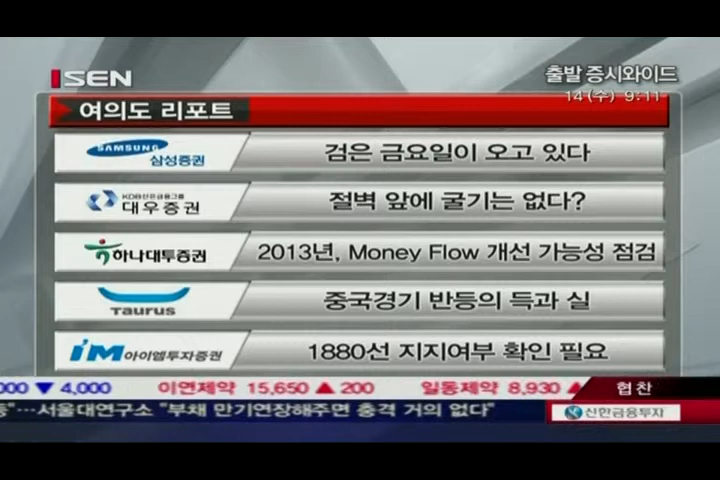 SEN
출발 증시와이드
14(수) 9:11
여의도 리포트
SAMSUNG
삼성증권
검은 금요일이 오고 있다
KDB산은금융그룹
대우증권
절벽 앞에 굴기는 없다?
하나대투증권
2013년, Money Flow 개선 가능성 점검
Taurus
중국경기 반등의 득과 실
iM 아이엠투자증권
1880선 지지여부 확인 필요
000 ▼ 4,000 이연제약 15,650 ▲ 200 일동제약 8,930 ▲
협찬
"…서울대연구소 "부채 만기연장해주면 충격 거의 없다"
신한금융투자